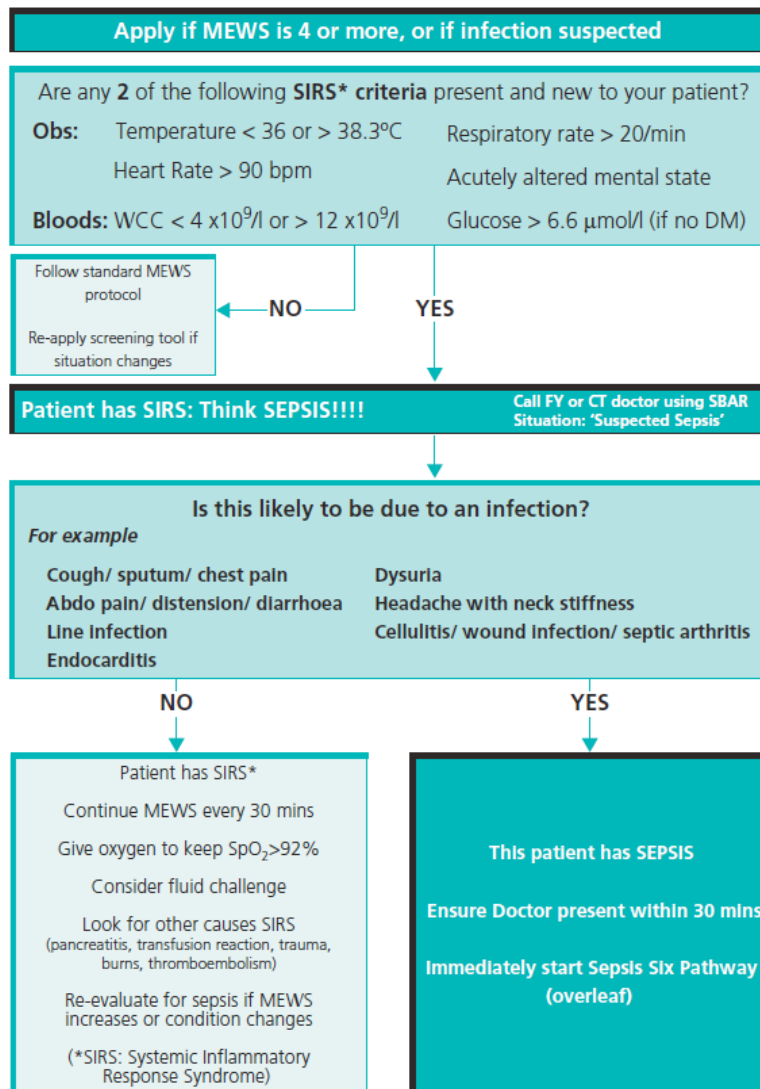 Apply if MEWS is 4 or more, or if infection suspected
Are any 2 of the following SIRS* criteria present and new to your patient?
Obs: Temperature < 36 or > 38.3ºC
Respiratory rate > 20/min
Heart Rate > 90 bpm
Acutely altered mental state
Bloods: WCC < 4 x10⁹/l or > 12 x10⁹/l
Glucose > 6.6 µmol/l (if no DM)
Follow standard MEWS
protocol
Re-apply screening tool if
situation changes
NO
YES
Patient has SIRS: Think SEPSIS!!!!
Call FY or CT doctor using SBAR
Situation: ‘Suspected Sepsis’
Is this likely to be due to an infection?
For example
Cough/ sputum/ chest pain
Abdo pain/ distension/ diarrhoea
Line infection
Endocarditis
Dysuria
Headache with neck stiffness
Cellulitis/ wound infection/ septic arthritis
NO
YES
Patient has SIRS*
Continue MEWS every 30 mins
Give oxygen to keep SpO₂>92%
Consider fluid challenge
Look for other causes SIRS
(pancreatitis, transfusion reaction, trauma,
burns, thromboembolism)
Re-evaluate for sepsis if MEWS
increases or condition changes
(*SIRS: Systemic Inflammatory
Response Syndrome)
This patient has SEPSIS
Ensure Doctor present within 30 mins
Immediately start Sepsis Six Pathway
(overleaf)